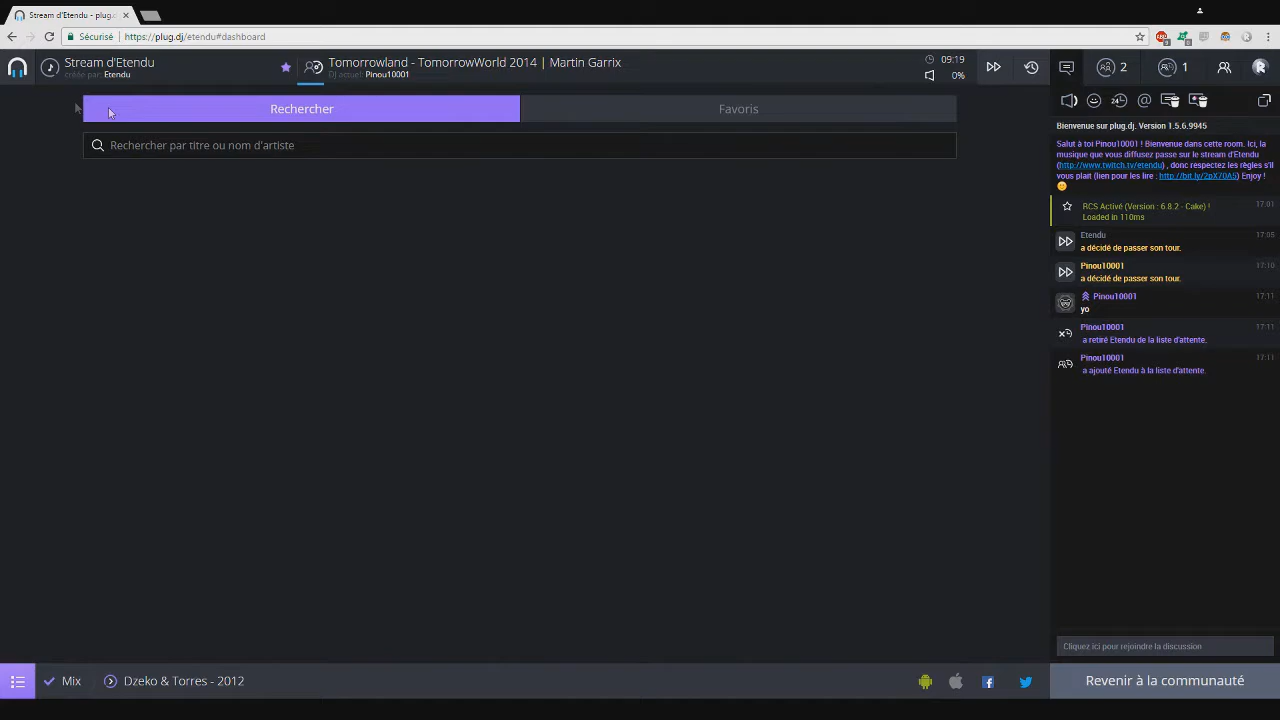 Stream d'Etendu - plug.
Sécurisé
https://plug.dj/etendu#dashboard
Stream d'Etendu
créée par: Etendu
Tomorrowland - TomorrowWorld 2014 | Martin Garrix
DJ actuel: Pinou10001
09:19
0%
2
1
Rechercher
Favoris
Rechercher par titre ou nom d'artiste
Bienvenue sur plug.dj. Version 1.5.6.9945
Salut à toi Pinou10001 ! Bienvenue dans cette room. Ici, la
musique que vous diffusez passe sur le stream d'Etendu
(http://www.twitch.tv/etendu) , donc respectez les règles s'il
vous plait (lien pour les lire : http://bit.ly/2pX70A5) Enjoy !
RCS Activé (Version : 6.8.2 - Cake) !
17:01
Loaded in 110ms
Etendu
17:05
a décidé de passer son tour.
Pinou10001
17:10
a décidé de passer son tour.
Pinou10001
17:11
yo
Pinou10001
17:11
a retiré Etendu de la liste d'attente.
Pinou10001
17:11
a ajouté Etendu à la liste d'attente.
Cliquez ici pour rejoindre la discussion
Mix
Dzeko & Torres - 2012
Revenir à la communauté